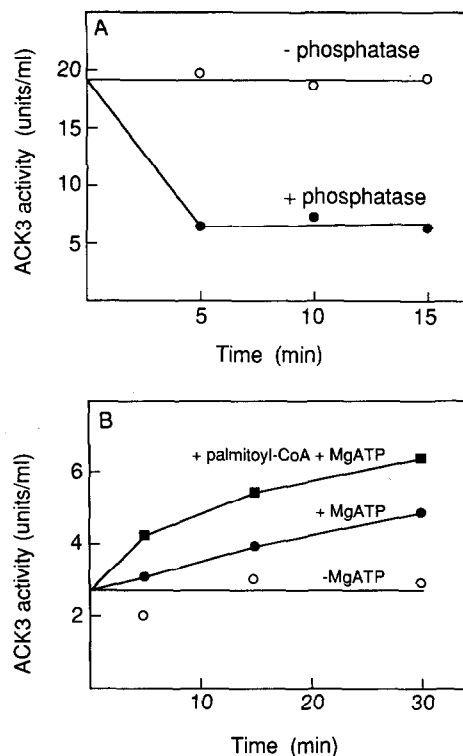 A
- phosphatase
20
15
10
5
+ phosphatase
ACK3 activity (units/ml)
5 10 15
Time (min)
B
+ palmitoyl-CoA + MgATP
6
+ MgATP
4
-MgATP
2
ACK3 activity (units/ml)
10 20 30
Time (min)